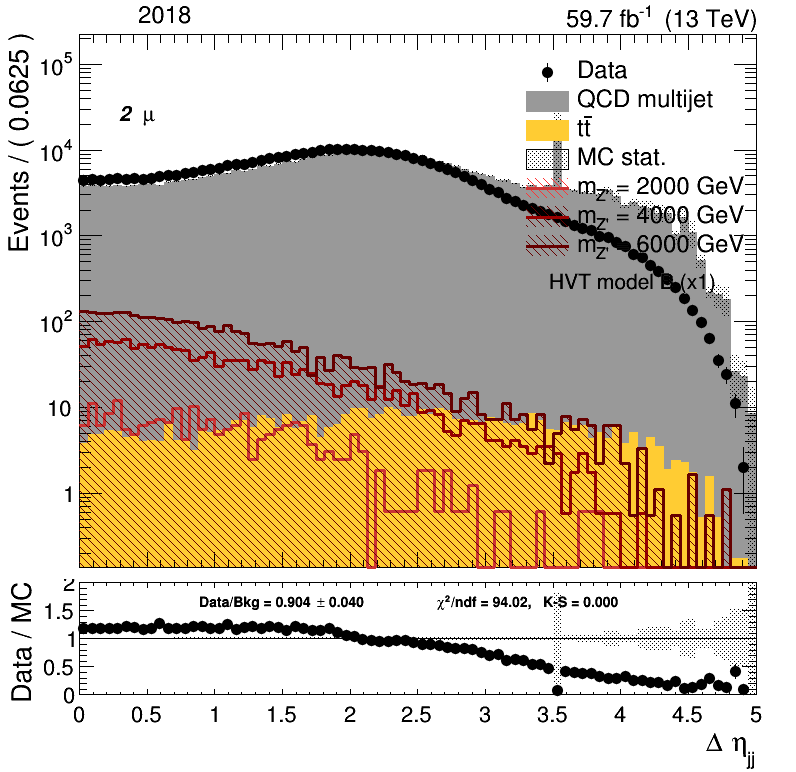 2018 59.7 fb⁻¹ (13 TeV)
Events / ( 0.0625 )
10⁵
10⁴
10³
10²
10
1
2 μ
Data
QCD multijet
tt̄
MC stat.
m_Z' = 2000 GeV
m_Z' = 4000 GeV
m_Z' = 6000 GeV
HVT model B (x1)
Data / MC
2
1.5
1
0.5
0
Data/Bkg = 0.904 ± 0.040 χ²/ndf = 94.02, K-S = 0.000
0 0.5 1 1.5 2 2.5 3 3.5 4 4.5 5
Δ η_jj